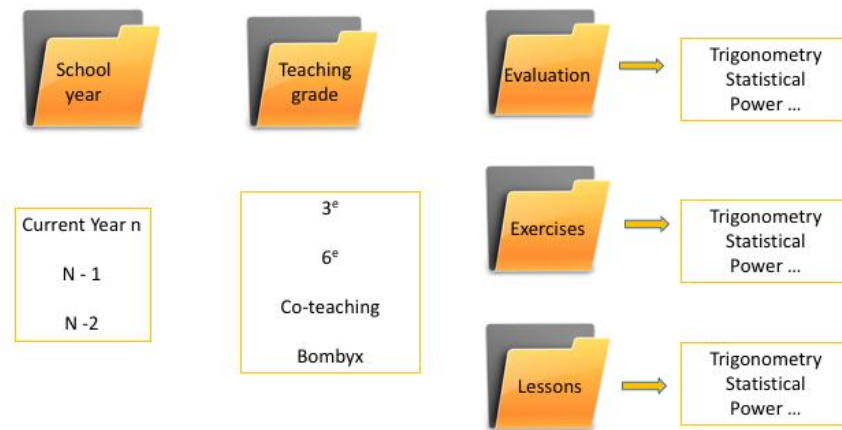 School
year
Teaching
grade
Evaluation
Trigonometry
Statistical
Power ...
Current Year n
N - 1
N -2
3e
6e
Co-teaching
Bombyx
Exercises
Trigonometry
Statistical
Power ...
Lessons
Trigonometry
Statistical
Power ...